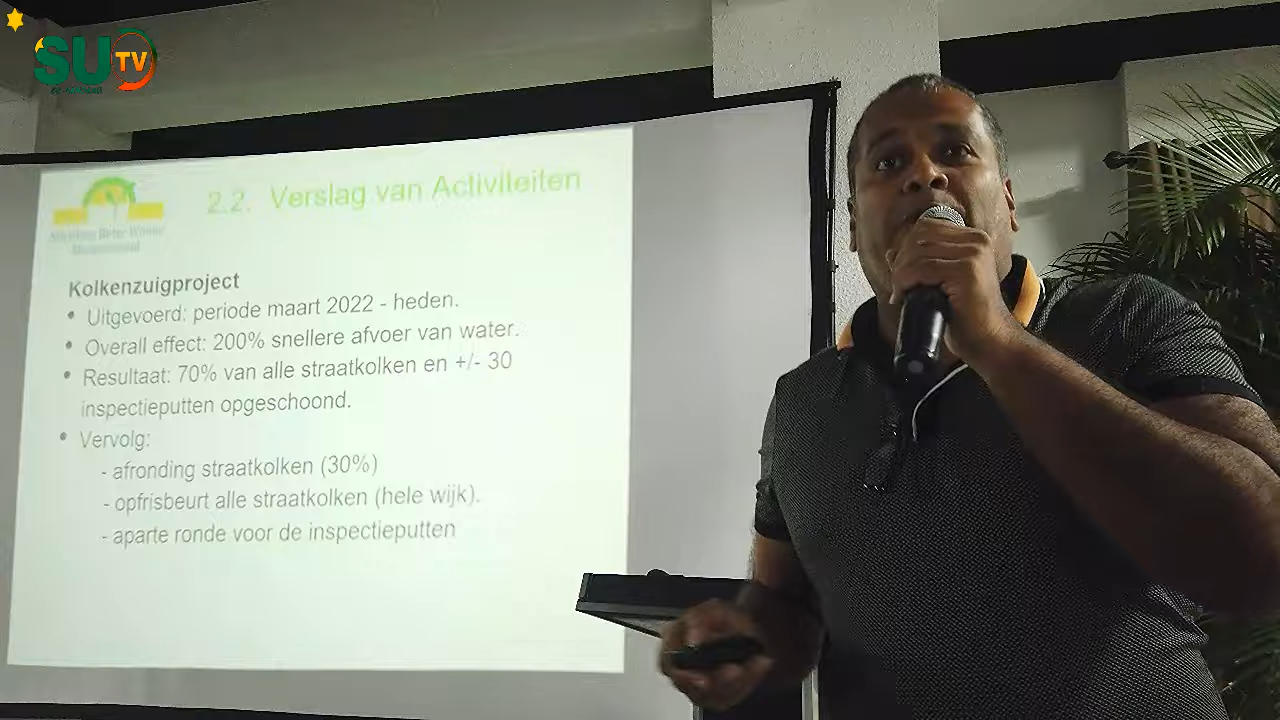 SU TV
2.2. Verslag van Activiteiten
Kolkenzuigproject
• Uitgevoerd: periode maart 2022 - heden.
• Overall effect: 200% snellere afvoer van water.
• Resultaat: 70% van alle straatkolken en +/- 30
inspectieputten opgeschoond.
• Vervolg:
- afronding straatkolken (30%)
- opfrisbeurt alle straatkolken (hele wijk).
- aparte ronde voor de inspectieputten